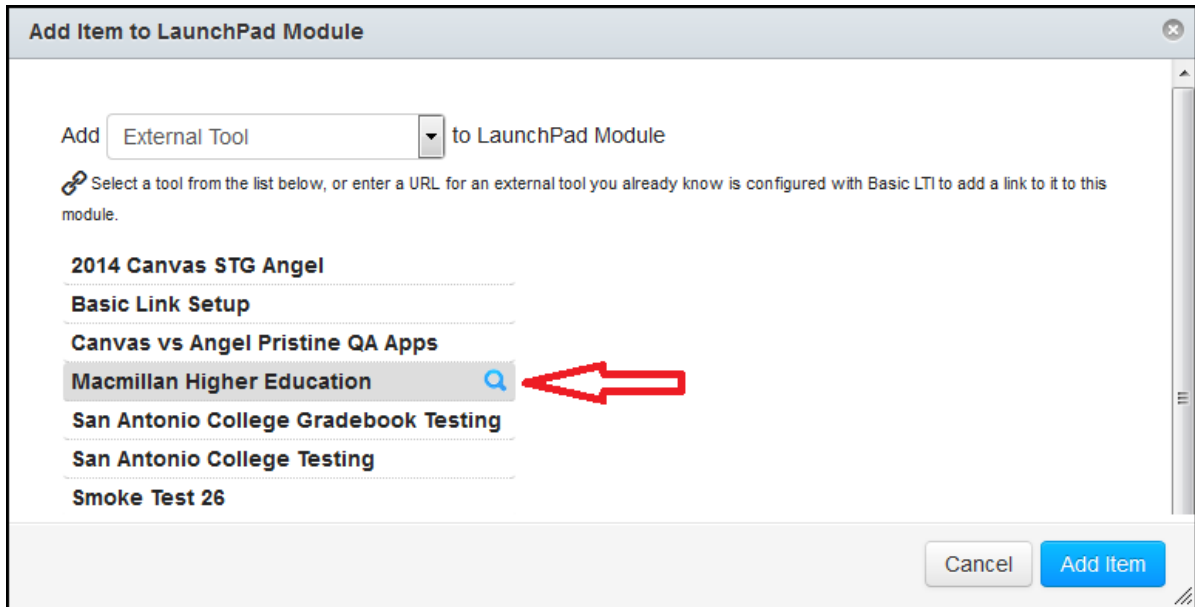 Add Item to LaunchPad Module
Add External Tool to LaunchPad Module
Select a tool from the list below, or enter a URL for an external tool you already know is configured with Basic LTI to add a link to it to this
module.
2014 Canvas STG Angel
Basic Link Setup
Canvas vs Angel Pristine QA Apps
Macmillan Higher Education
San Antonio College Gradebook Testing
San Antonio College Testing
Smoke Test 26
Cancel Add Item